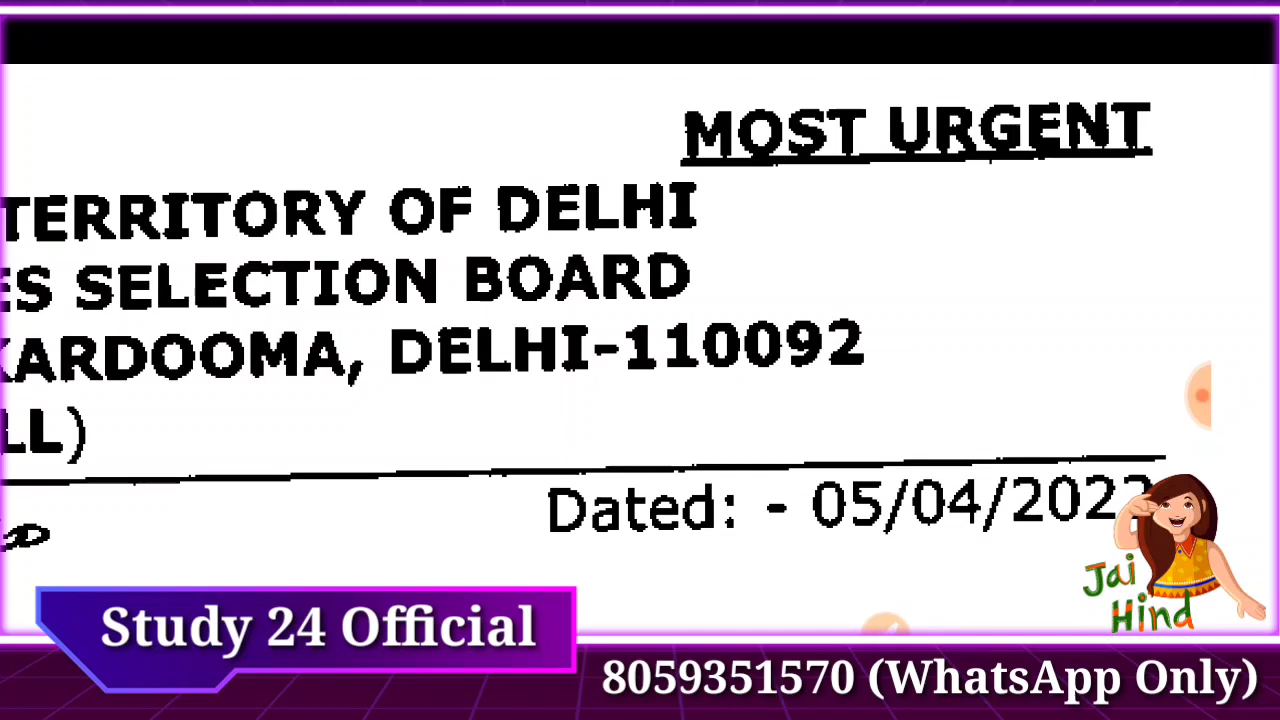 MOST URGENT
TERRITORY OF DELHI
ES SELECTION BOARD
KARDOOMA, DELHI-110092
LL)
Dated: - 05/04/2022
Jai
Hind
Study 24 Official
8059351570 (WhatsApp Only)